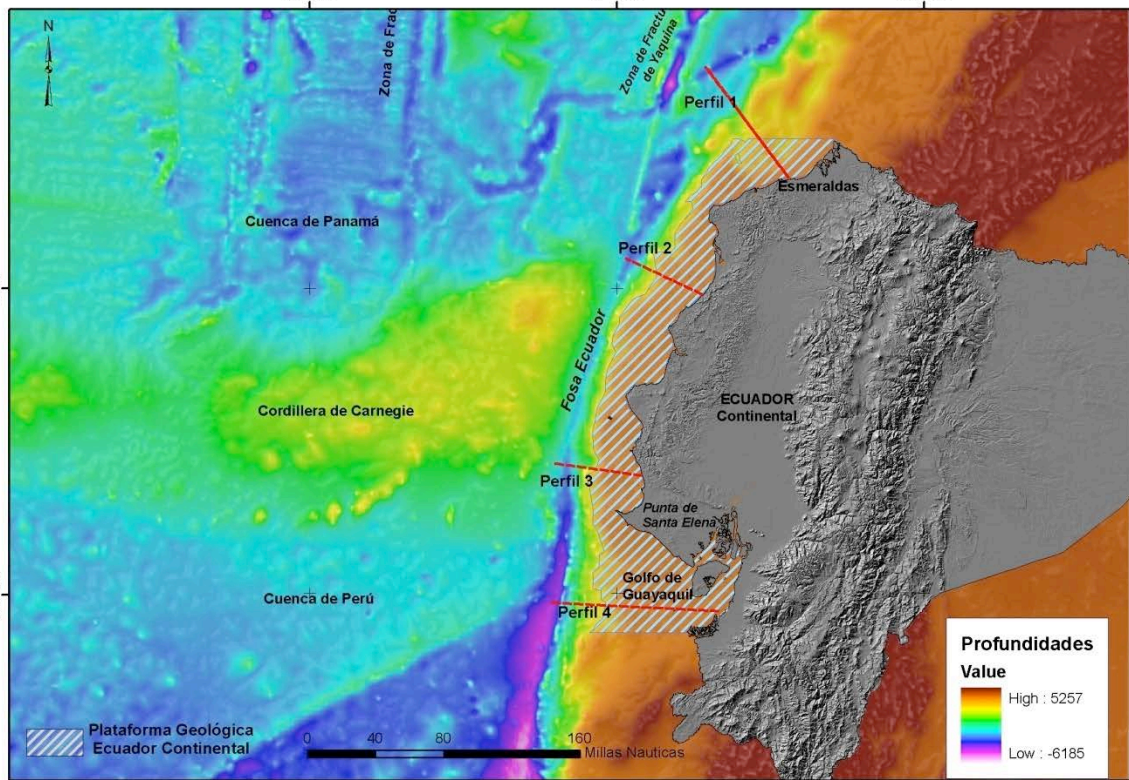 N
Zona de Frac
Zona de Fractu
de Yaquina
Perfil 1
Esmeraldas
Cuenca de Panamá
Perfil 2
Fosa Ecuador
Cordillera de Carnegie
ECUADOR
Continental
Perfil 3
Punta de
Santa Elena
Golfo de
Guayaquil
Cuenca de Perú
Perfil 4
Profundidades
Value
High : 5257
Low : -6185
Plataforma Geológica
Ecuador Continental
0 40 80 160
Millas Nauticas